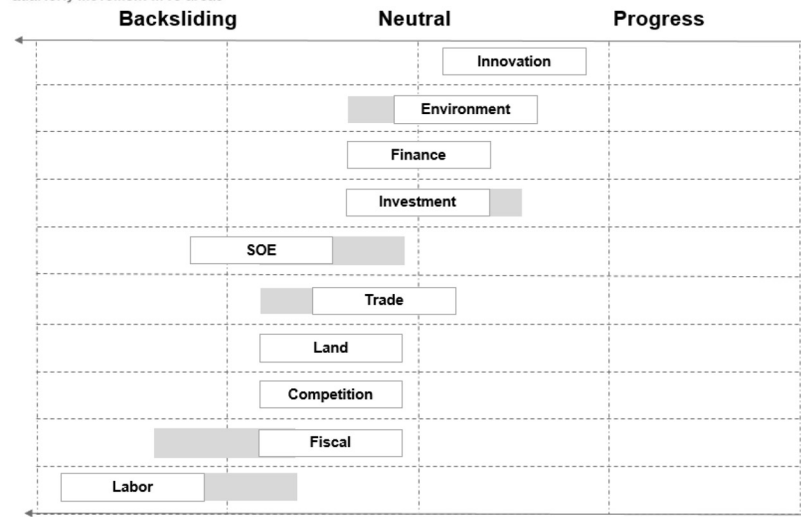 Backsliding Neutral Progress
Innovation
Environment
Finance
Investment
SOE
Trade
Land
Competition
Fiscal
Labor